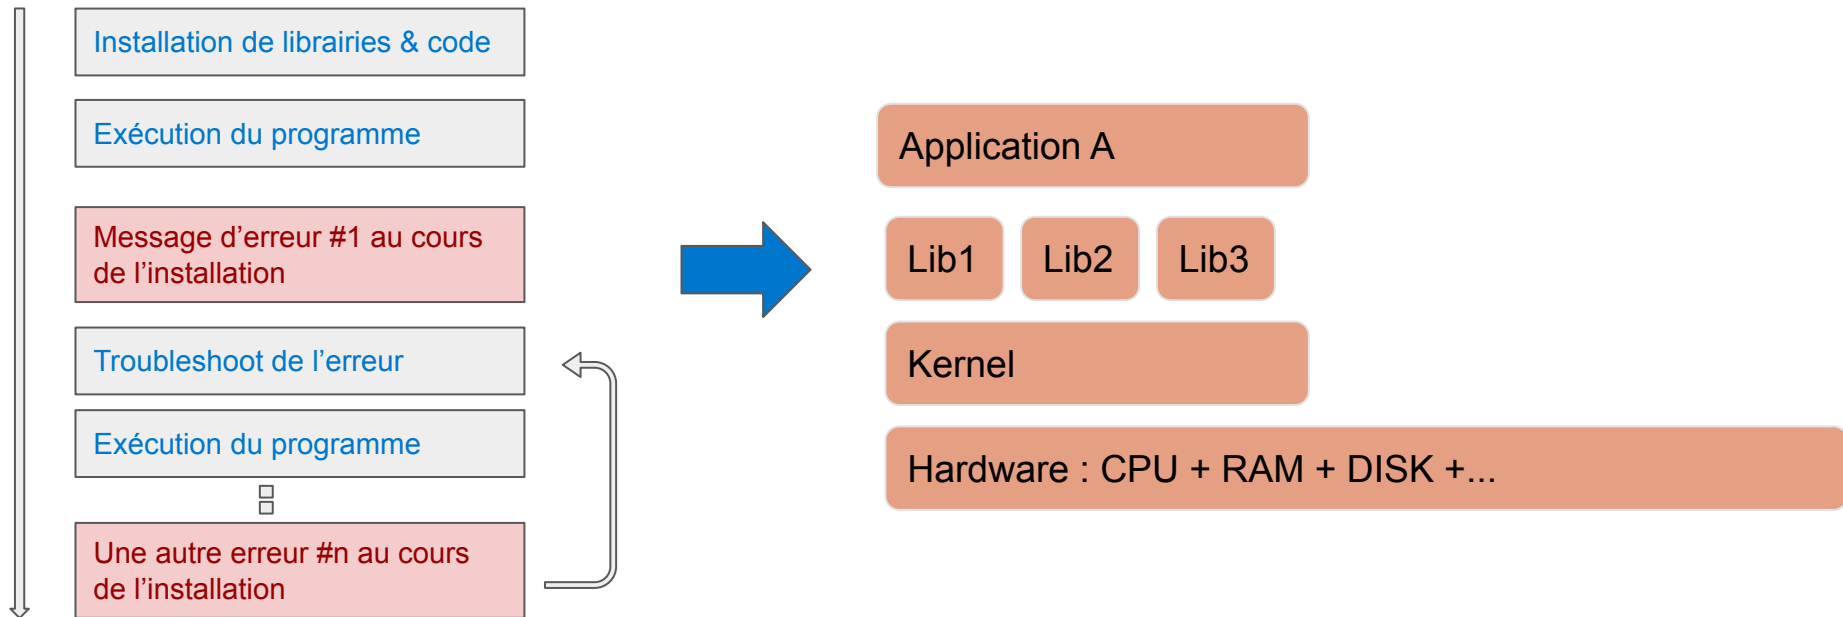 Installation de librairies & code
Exécution du programme
Message d’erreur #1 au cours
de l’installation
Troubleshoot de l’erreur
Exécution du programme
Une autre erreur #n au cours
de l’installation
Application A
Lib1
Lib2
Lib3
Kernel
Hardware : CPU + RAM + DISK +...